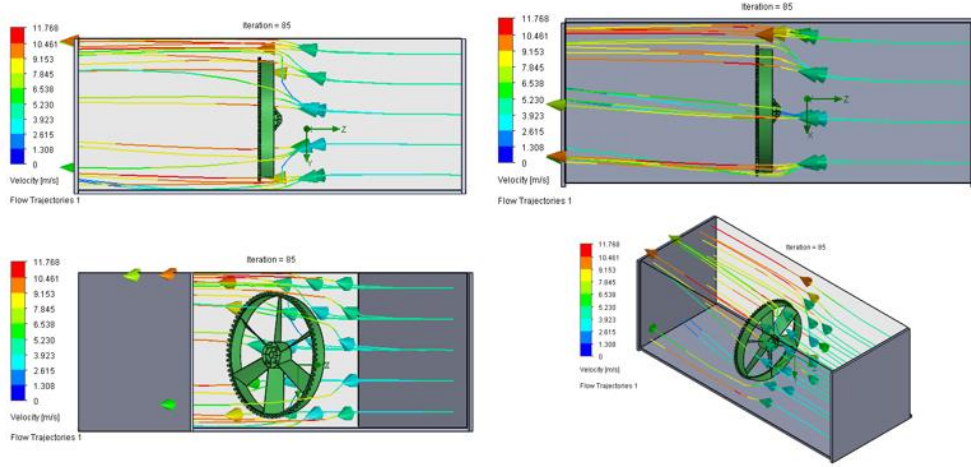 Iteration = 85
11.768
10.461
9.153
7.845
6.538
5.230
3.923
2.615
1.308
0
Velocity [m/s]
Flow Trajectories 1
Z
Y
Iteration = 85
11.768
10.461
9.153
7.845
6.538
5.230
3.923
2.615
1.308
0
Velocity [m/s]
Flow Trajectories 1
Z
X
Iteration = 85
11.768
10.461
9.153
7.845
6.538
5.230
3.923
2.615
1.308
0
Velocity [m/s]
Flow Trajectories 1
Iteration = 85
11.768
10.461
9.153
7.845
6.538
5.230
3.923
2.615
1.308
0
Velocity [m/s]
Flow Trajectories 1